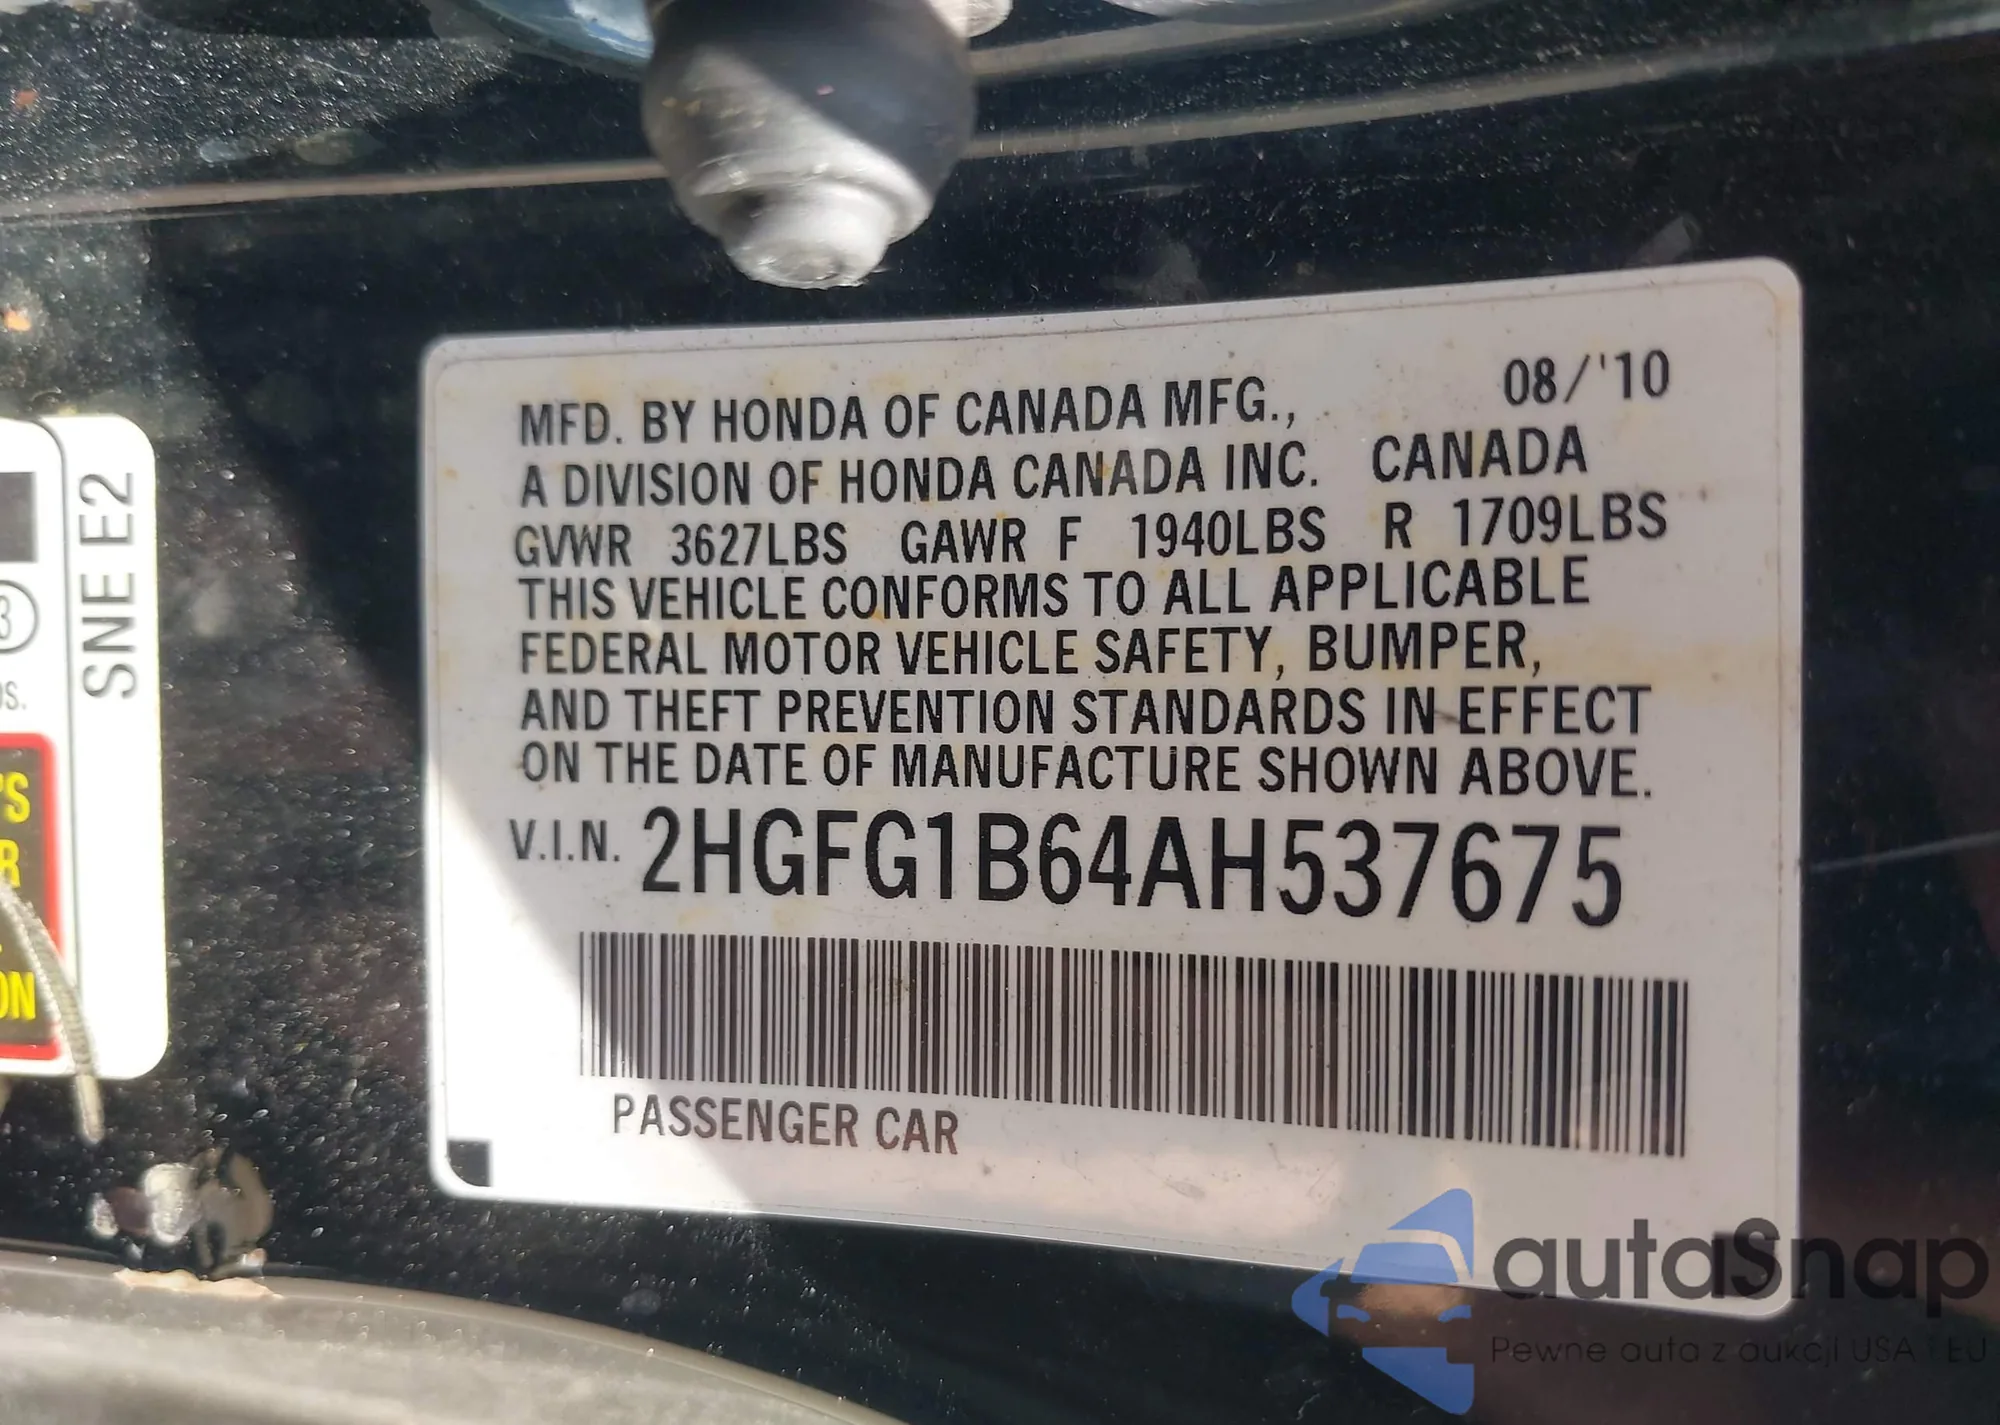 08/'10
MFD. BY HONDA OF CANADA MFG.,
A DIVISION OF HONDA CANADA INC. CANADA
GVWR 3627LBS GAWR F 1940LBS R 1709LBS
THIS VEHICLE CONFORMS TO ALL APPLICABLE
FEDERAL MOTOR VEHICLE SAFETY, BUMPER,
AND THEFT PREVENTION STANDARDS IN EFFECT
ON THE DATE OF MANUFACTURE SHOWN ABOVE.
V.I.N. 2HGFG1B64AH537675
PASSENGER CAR
SNE E2
3
'S
ON
autaSnap
Pewne auta z aukcji USA i EU